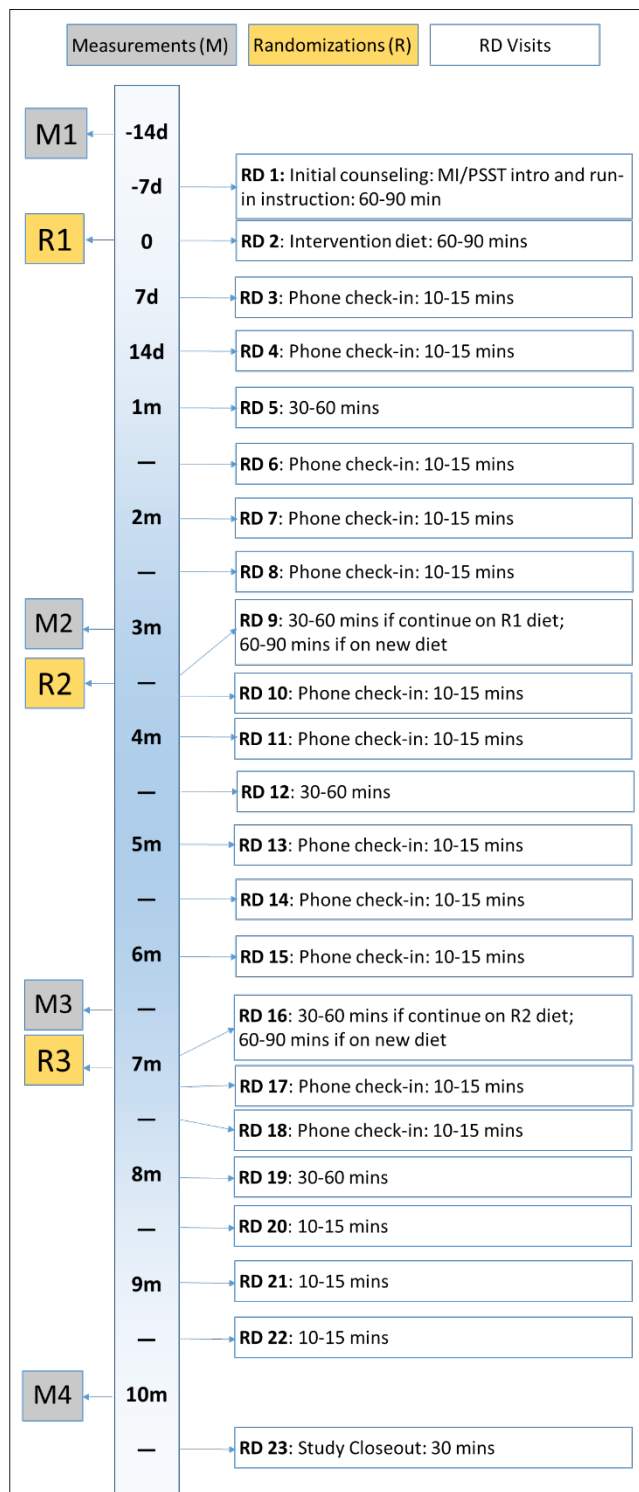 Measurements (M)
Randomizations (R)
RD Visits
M1
-14d
-7d
RD 1: Initial counseling: MI/PSST intro and run-
in instruction: 60-90 min
R1
0
RD 2: Intervention diet: 60-90 mins
7d
RD 3: Phone check-in: 10-15 mins
14d
RD 4: Phone check-in: 10-15 mins
1m
RD 5: 30-60 mins
—
RD 6: Phone check-in: 10-15 mins
2m
RD 7: Phone check-in: 10-15 mins
—
RD 8: Phone check-in: 10-15 mins
M2
3m
RD 9: 30-60 mins if continue on R1 diet;
60-90 mins if on new diet
R2
—
RD 10: Phone check-in: 10-15 mins
4m
RD 11: Phone check-in: 10-15 mins
—
RD 12: 30-60 mins
5m
RD 13: Phone check-in: 10-15 mins
—
RD 14: Phone check-in: 10-15 mins
6m
RD 15: Phone check-in: 10-15 mins
M3
—
RD 16: 30-60 mins if continue on R2 diet;
60-90 mins if on new diet
R3
7m
RD 17: Phone check-in: 10-15 mins
—
RD 18: Phone check-in: 10-15 mins
8m
RD 19: 30-60 mins
—
RD 20: 10-15 mins
9m
RD 21: 10-15 mins
—
RD 22: 10-15 mins
M4
10m
—
RD 23: Study Closeout: 30 mins